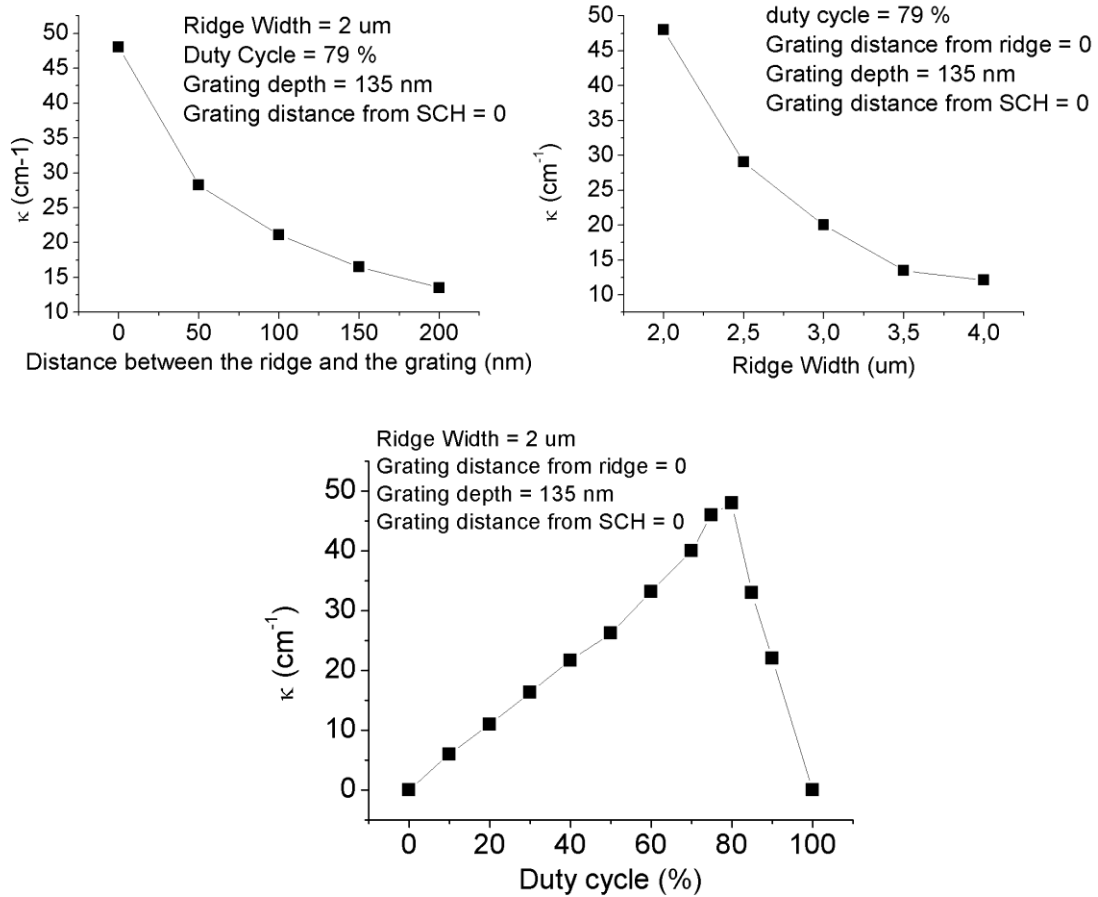 Ridge Width = 2 um
Duty Cycle = 79 %
Grating depth = 135 nm
Grating distance from SCH = 0
κ (cm-1)
50
45
40
35
30
25
20
15
10
0 50 100 150 200
Distance between the ridge and the grating (nm)
duty cycle = 79 %
Grating distance from ridge = 0
Grating depth = 135 nm
Grating distance from SCH = 0
κ (cm⁻¹)
50
45
40
35
30
25
20
15
10
2,0 2,5 3,0 3,5 4,0
Ridge Width (um)
Ridge Width = 2 um
Grating distance from ridge = 0
Grating depth = 135 nm
Grating distance from SCH = 0
κ (cm⁻¹)
50
40
30
20
10
0
0 20 40 60 80 100
Duty cycle (%)